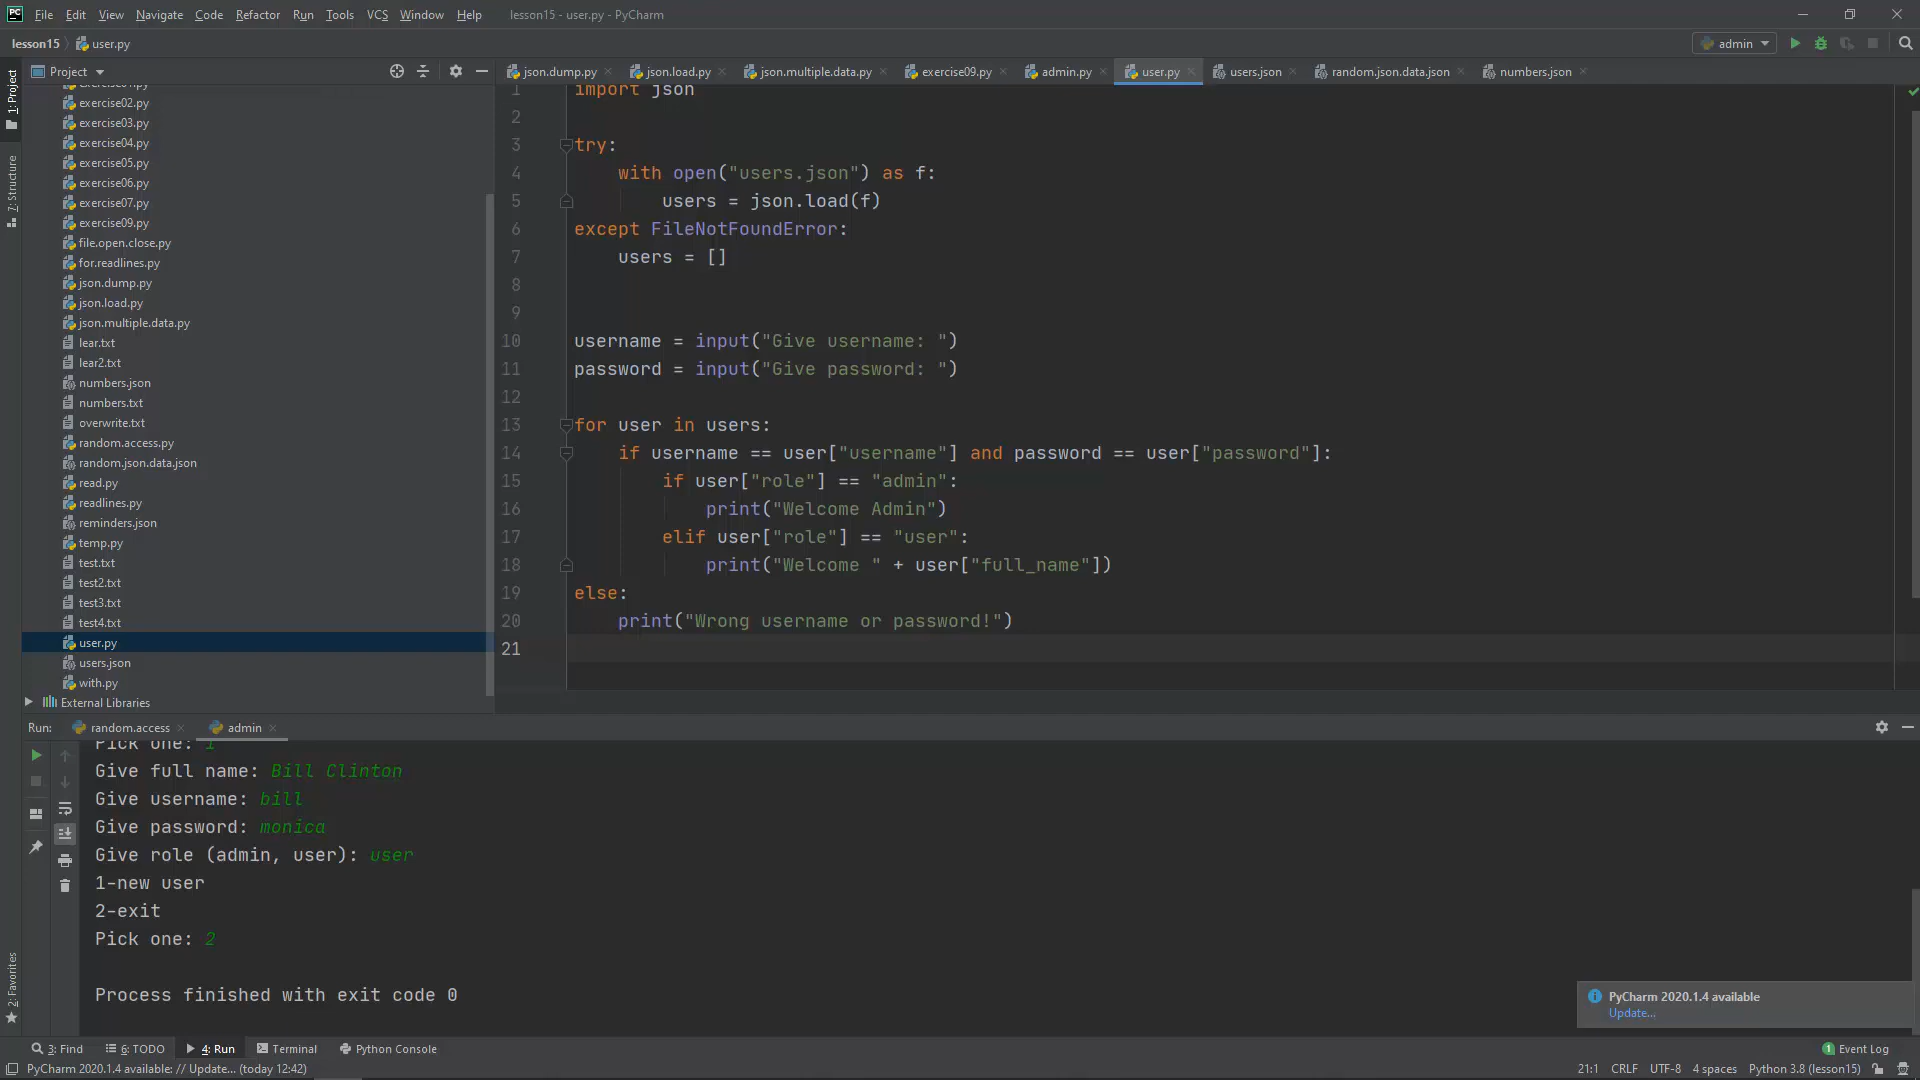 PC File Edit View Navigate Code Refactor Run Tools VCS Window Help lesson15 - user.py - PyCharm
lesson15 user.py admin
1: Project
7: Structure
2: Favorites
Project
exercise02.py
exercise03.py
exercise04.py
exercise05.py
exercise06.py
exercise07.py
exercise09.py
file.open.close.py
for.readlines.py
json.dump.py
json.load.py
json.multiple.data.py
lear.txt
lear2.txt
numbers.json
numbers.txt
overwrite.txt
random.access.py
random.json.data.json
read.py
readlines.py
reminders.json
temp.py
test.txt
test2.txt
test3.txt
test4.txt
user.py
users.json
with.py
External Libraries
json.dump.py json.load.py json.multiple.data.py exercise09.py admin.py user.py users.json random.json.data.json numbers.json
1 import json
2
3 try:
4 with open("users.json") as f:
5 users = json.load(f)
6 except FileNotFoundError:
7 users = []
8
9
10 username = input("Give username: ")
11 password = input("Give password: ")
12
13 for user in users:
14 if username == user["username"] and password == user["password"]:
15 if user["role"] == "admin":
16 print("Welcome Admin")
17 elif user["role"] == "user":
18 print("Welcome " + user["full_name"])
19 else:
20 print("Wrong username or password!")
21
Run: random.access admin
Pick one: 1
Give full name: Bill Clinton
Give username: bill
Give password: monica
Give role (admin, user): user
1-new user
2-exit
Pick one: 2
Process finished with exit code 0
PyCharm 2020.1.4 available
Update...
3: Find 6: TODO 4: Run Terminal Python Console 1 Event Log
PyCharm 2020.1.4 available: // Update... (today 12:42) 21:1 CRLF UTF-8 4 spaces Python 3.8 (lesson15)